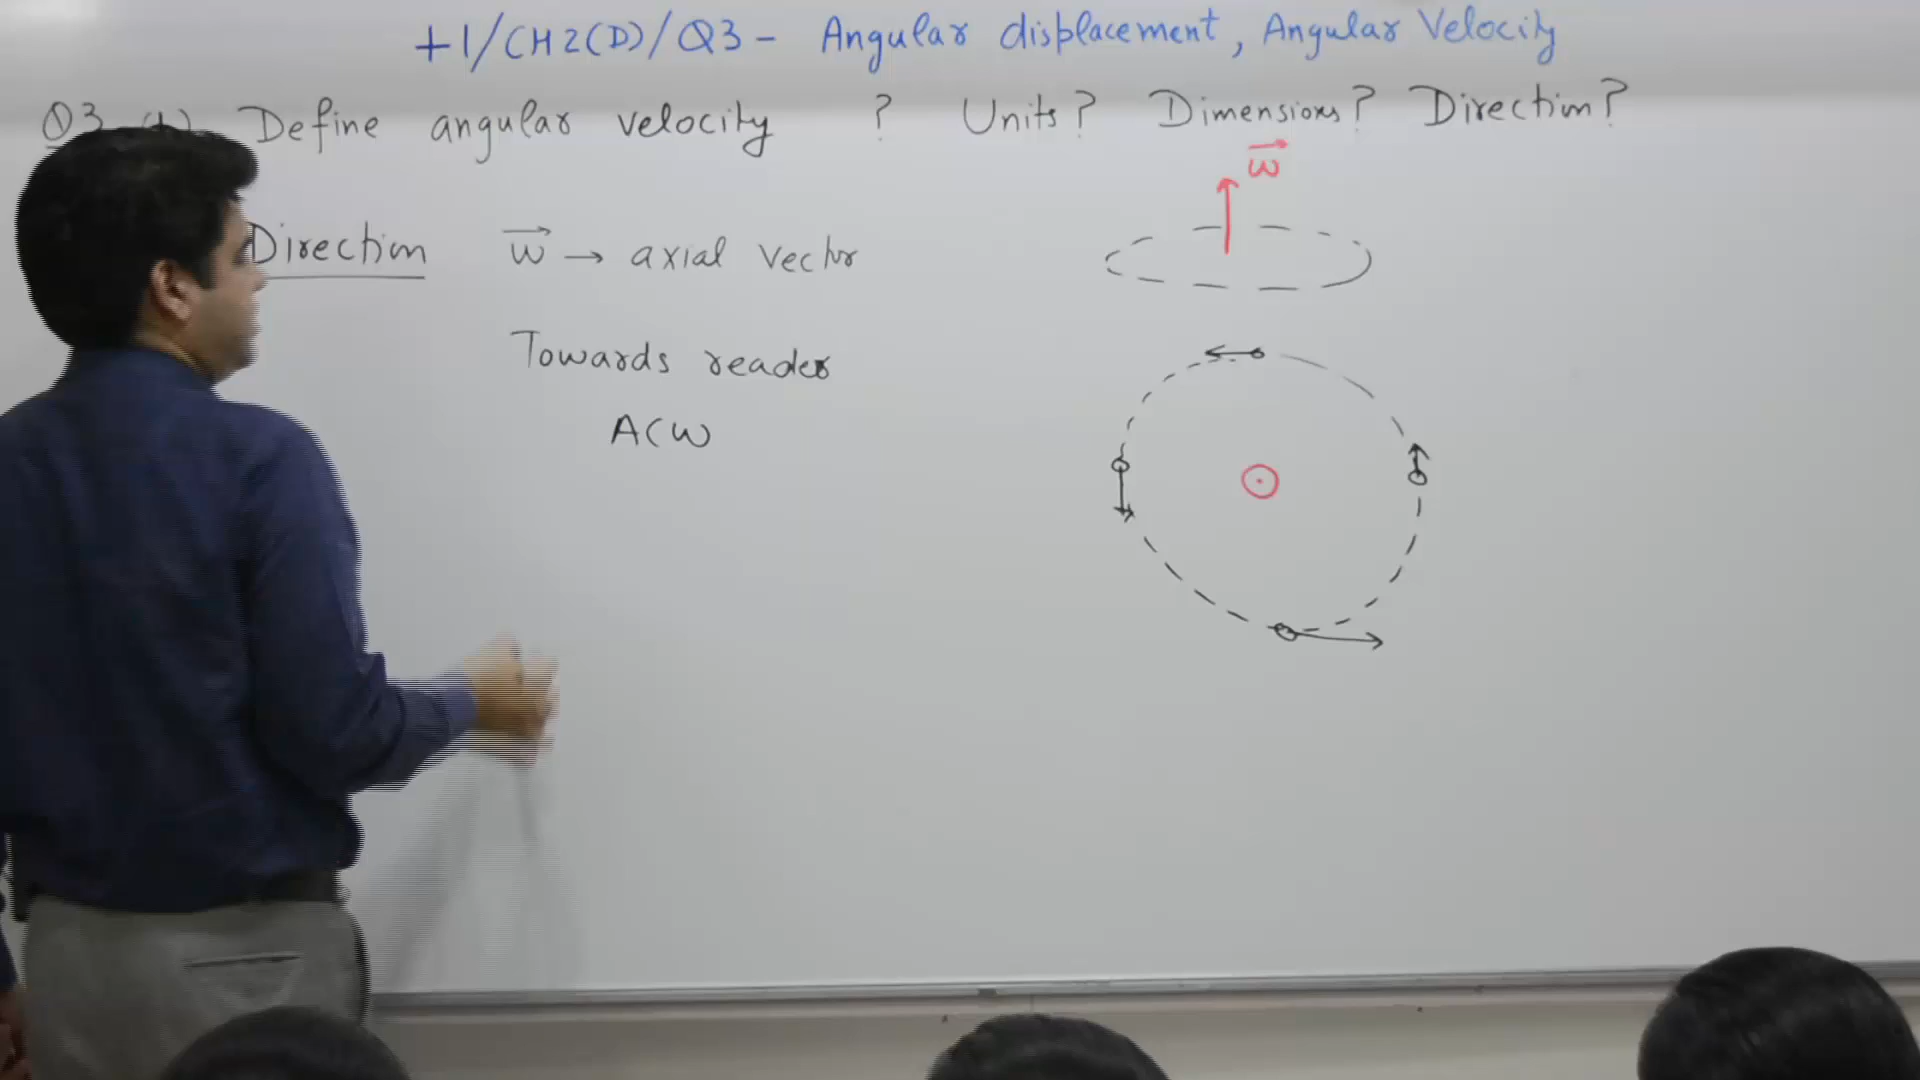 +1/CH2(D)/Q3 - Angular displacement, Angular Velocity
Q3 Define angular velocity ? Units? Dimensions? Direction?
ω⃗
Direction ω⃗ → axial vector
Towards reader
ACW